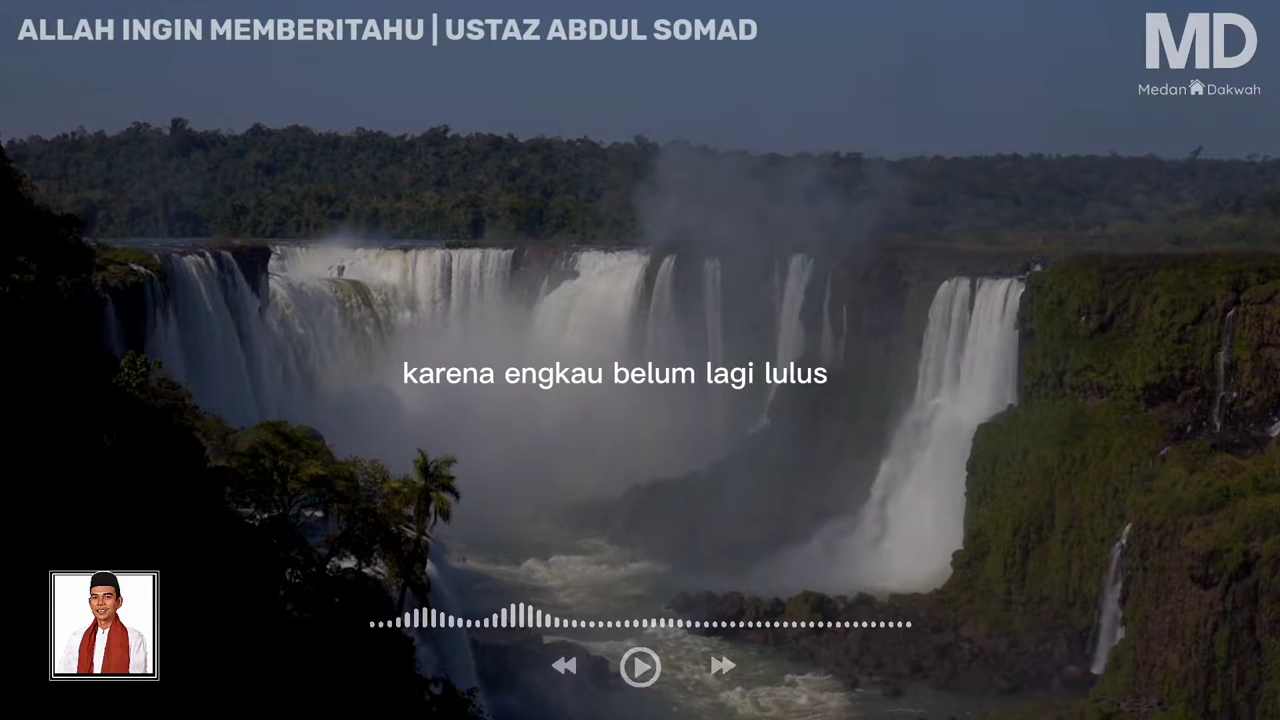 ALLAH INGIN MEMBERITAHU | USTAZ ABDUL SOMAD
MD
Medan Dakwah
karena engkau belum lagi lulus